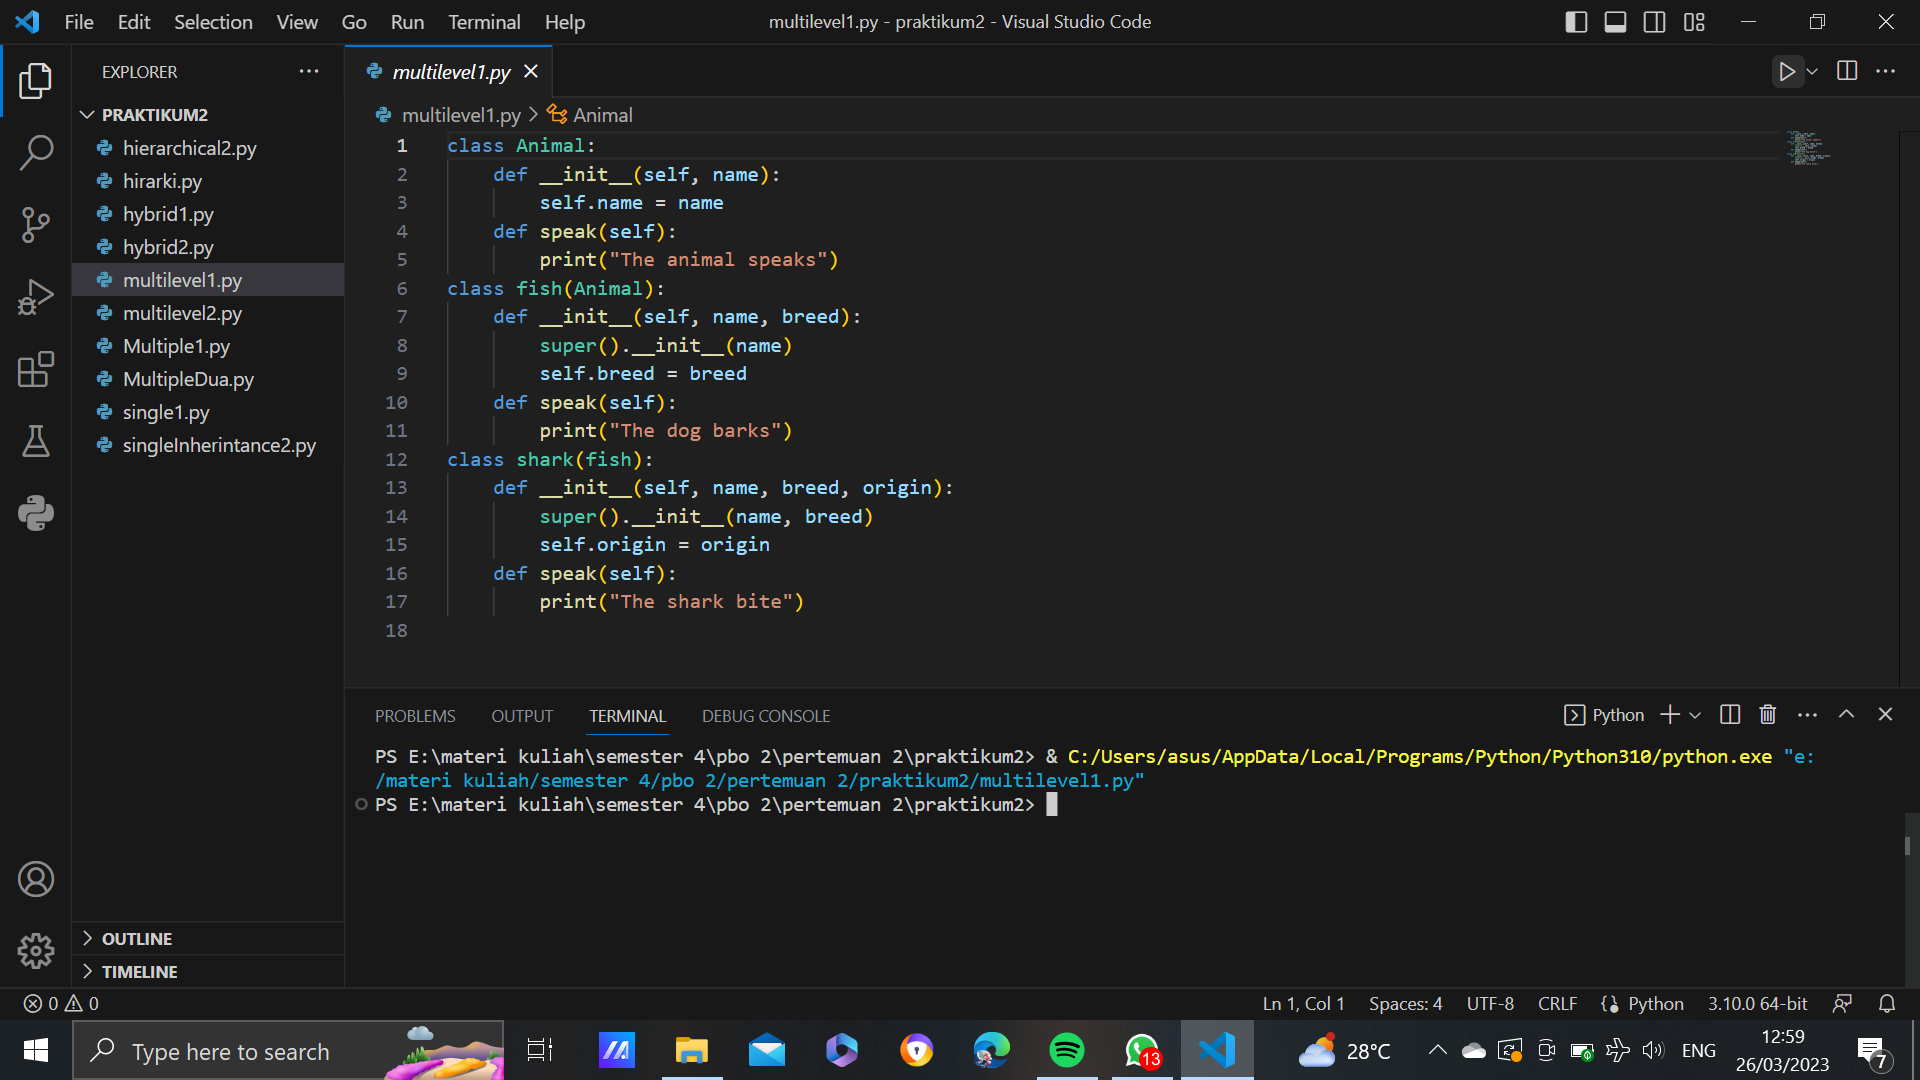 File Edit Selection View Go Run Terminal Help
multilevel1.py - praktikum2 - Visual Studio Code
EXPLORER
PRAKTIKUM2
hierarchical2.py
hirarki.py
hybrid1.py
hybrid2.py
multilevel1.py
multilevel2.py
Multiple1.py
MultipleDua.py
single1.py
singleInherintance2.py
OUTLINE
TIMELINE
multilevel1.py
multilevel1.py > Animal
1 class Animal:
2     def __init__(self, name):
3         self.name = name
4     def speak(self):
5         print("The animal speaks")
6 class fish(Animal):
7     def __init__(self, name, breed):
8         super().__init__(name)
9         self.breed = breed
10     def speak(self):
11         print("The dog barks")
12 class shark(fish):
13     def __init__(self, name, breed, origin):
14         super().__init__(name, breed)
15         self.origin = origin
16     def speak(self):
17         print("The shark bite")
18
PROBLEMS OUTPUT TERMINAL DEBUG CONSOLE
Python
PS E:\materi kuliah\semester 4\pbo 2\pertemuan 2\praktikum2> & C:/Users/asus/AppData/Local/Programs/Python/Python310/python.exe "e:
/materi kuliah/semester 4/pbo 2/pertemuan 2/praktikum2/multilevel1.py"
PS E:\materi kuliah\semester 4\pbo 2\pertemuan 2\praktikum2>
0 0
Ln 1, Col 1 Spaces: 4 UTF-8 CRLF Python 3.10.0 64-bit
Type here to search
13
28°C
ENG
12:59
26/03/2023
7